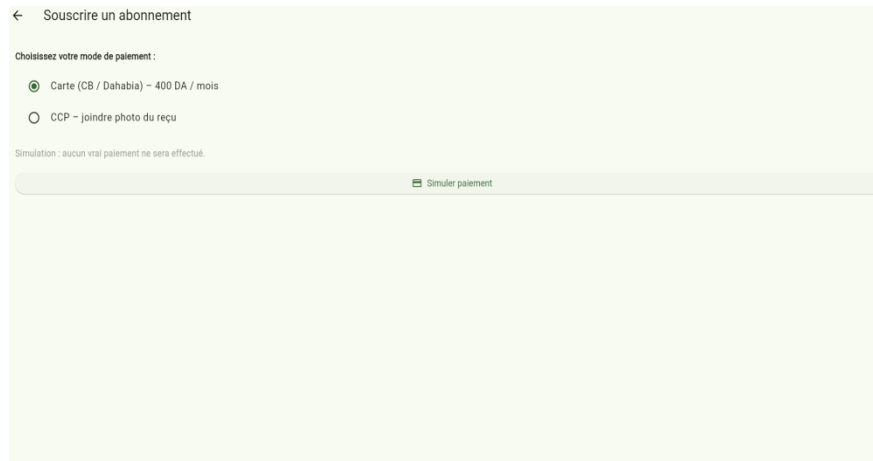 Souscrire un abonnement
Choisissez votre mode de paiement :
Carte (CB / Dahabia) – 400 DA / mois
CCP – joindre photo du reçu
Simulation : aucun vrai paiement ne sera effectué.
Simuler paiement